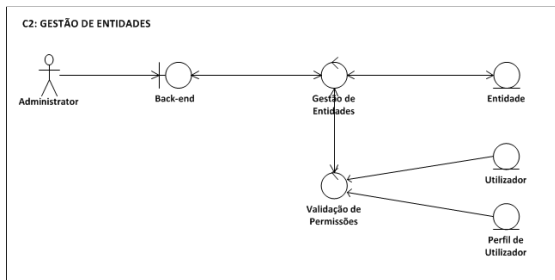 C2: GESTÃO DE ENTIDADES
Administrator
Back-end
Gestão de
Entidades
Entidade
Utilizador
Validação de
Permissões
Perfil de
Utilizador